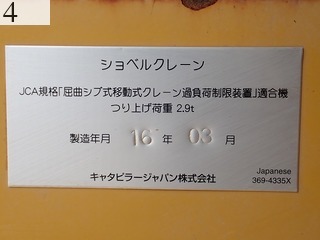 4
ショベルクレーン
JCA規格「屈曲ジブ式移動式クレーン過負荷制限装置」適合機
つり上げ荷重 2.9t
製造年月 16 年 03 月
キャタピラージャパン株式会社
Japanese
369-4335X